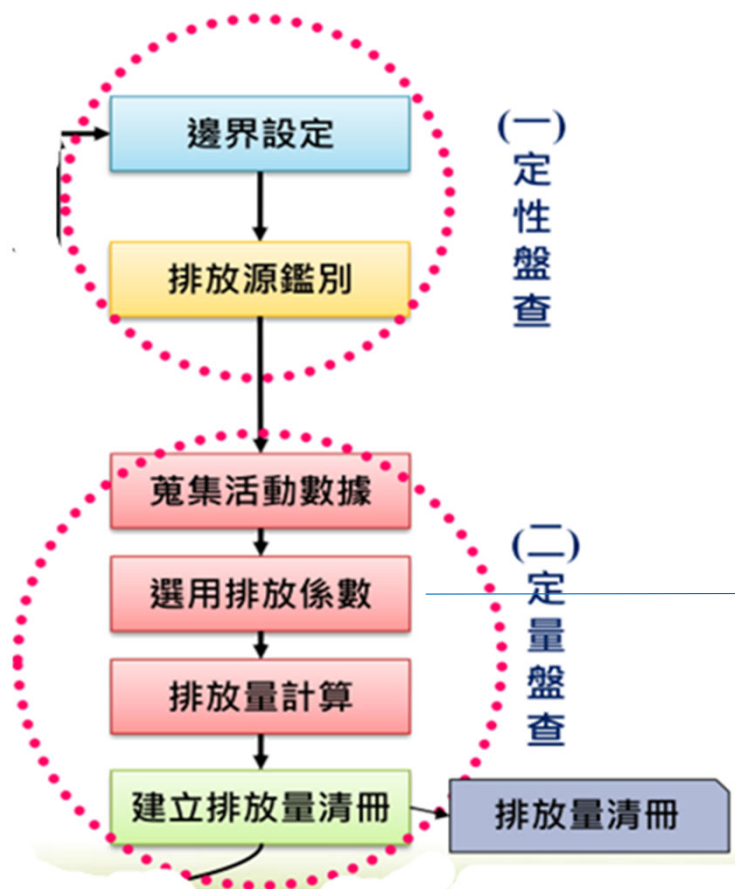 邊界設定
排放源鑑別
(一)定性盤查
蒐集活動數據
選用排放係數
排放量計算
建立排放量清冊
排放量清冊
(二)定量盤查